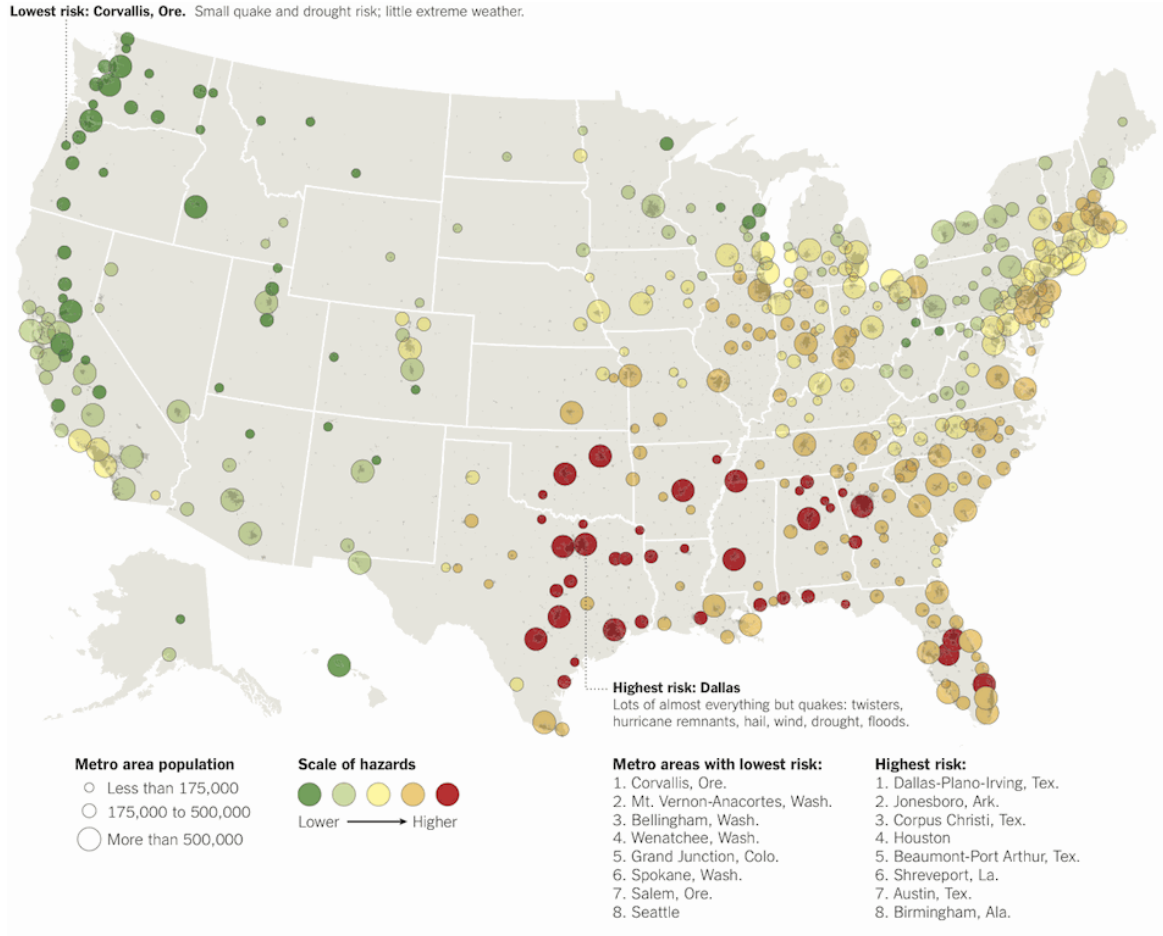 Lowest risk: Corvallis, Ore. Small quake and drought risk; little extreme weather.
Highest risk: Dallas
Lots of almost everything but quakes: twisters,
hurricane remnants, hail, wind, drought, floods.
Metro area population
Less than 175,000
175,000 to 500,000
More than 500,000
Scale of hazards
Lower
Higher
Metro areas with lowest risk:
1. Corvallis, Ore.
2. Mt. Vernon-Anacortes, Wash.
3. Bellingham, Wash.
4. Wenatchee, Wash.
5. Grand Junction, Colo.
6. Spokane, Wash.
7. Salem, Ore.
8. Seattle
Highest risk:
1. Dallas-Plano-Irving, Tex.
2. Jonesboro, Ark.
3. Corpus Christi, Tex.
4. Houston
5. Beaumont-Port Arthur, Tex.
6. Shreveport, La.
7. Austin, Tex.
8. Birmingham, Ala.